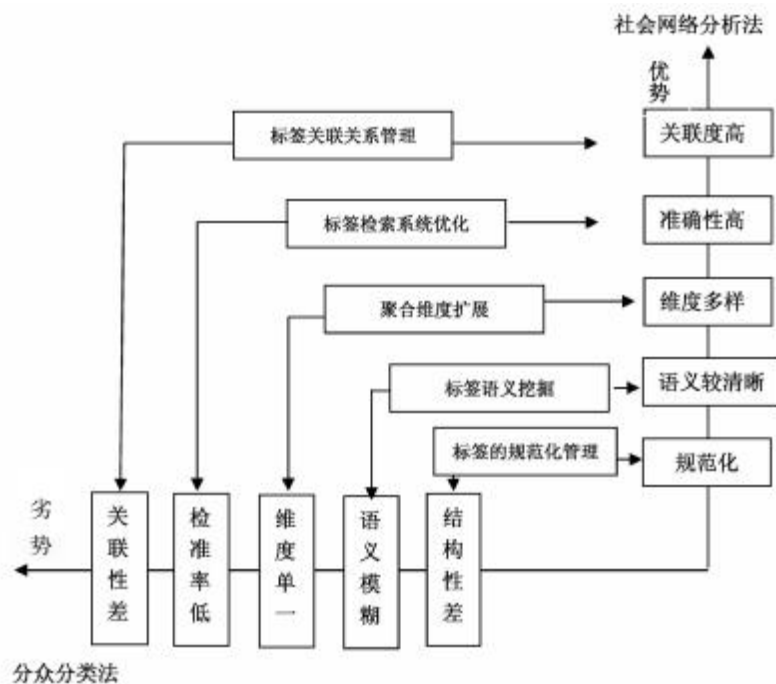 社会网络分析法
优势
标签关联关系管理
关联度高
标签检索系统优化
准确性高
聚合维度扩展
维度多样
标签语义挖掘
语义较清晰
标签的规范化管理
规范化
劣势
关联性差
检准率低
维度单一
语义模糊
结构性差
分众分类法